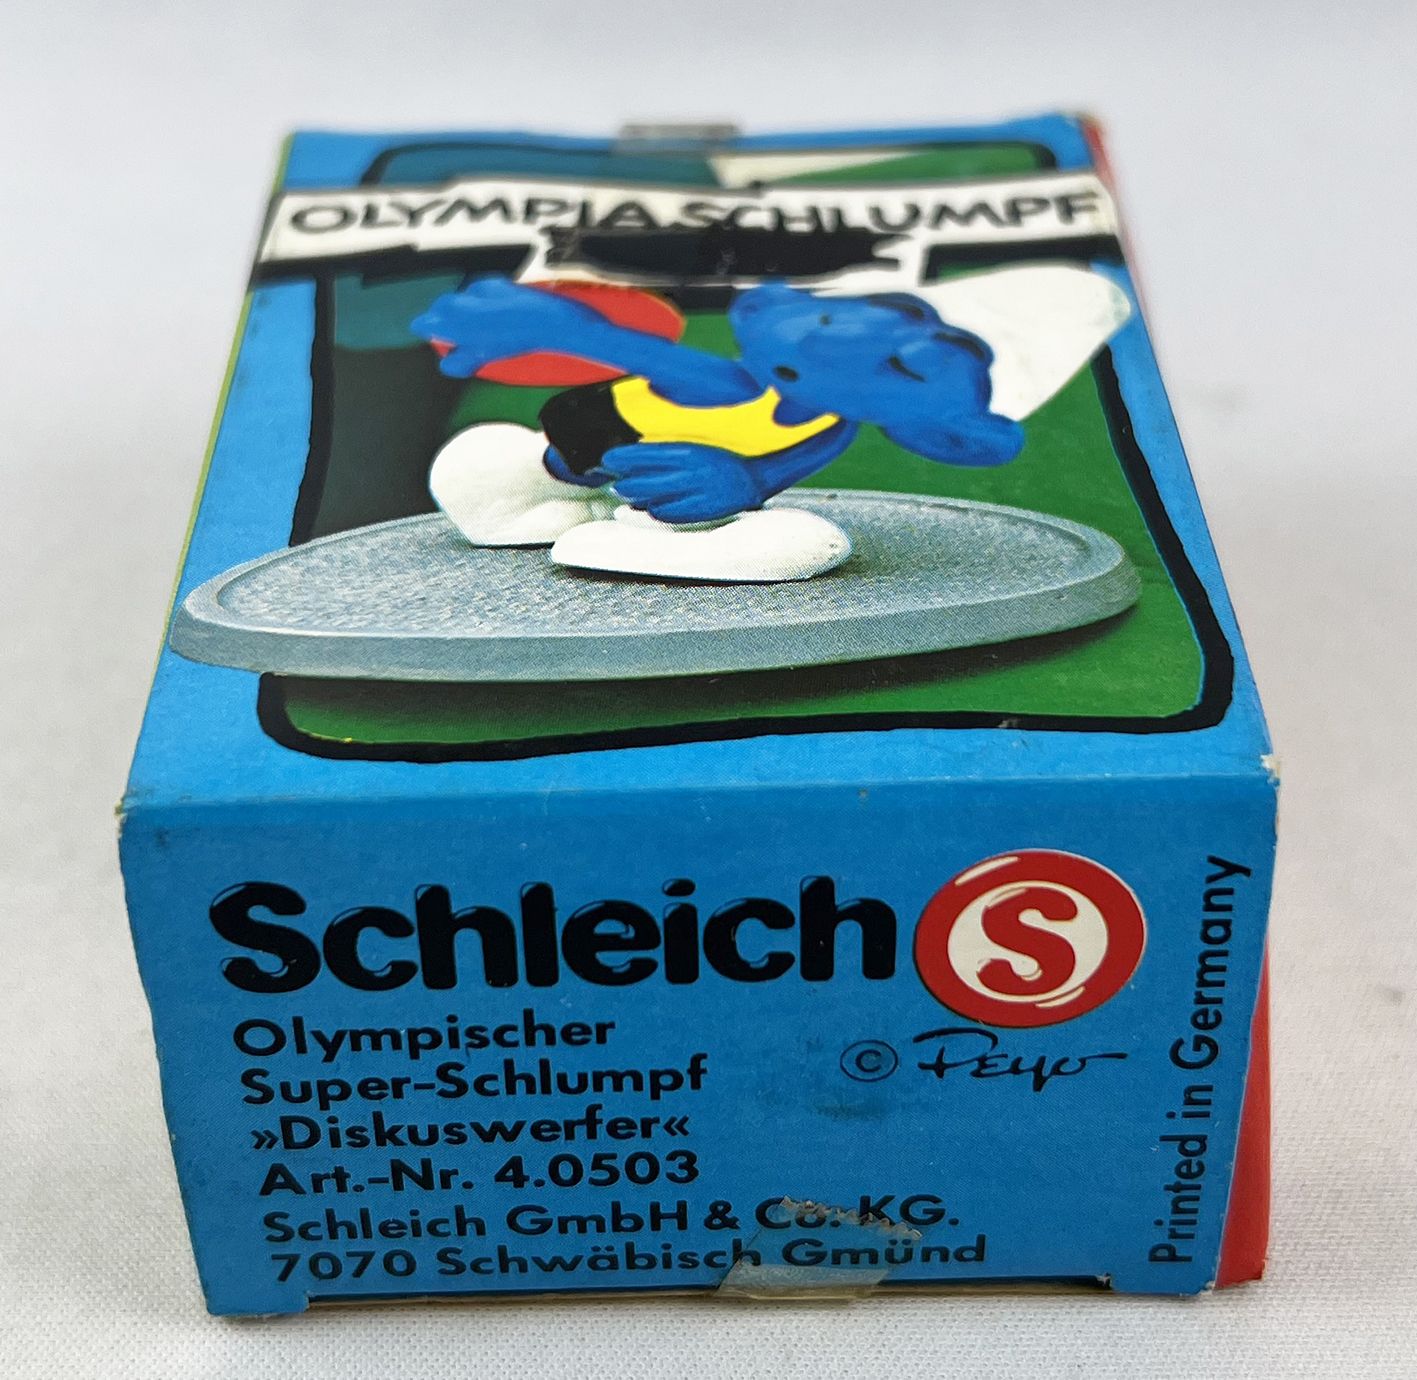 OLYMPIASCHLUMPF
Schleich S
Olympischer
Super-Schlumpf
»Diskuswerfer«
Art.-Nr. 4.0503
Schleich GmbH & Co. KG.
7070 Schwäbisch Gmünd
© Peyo
Printed in Germany